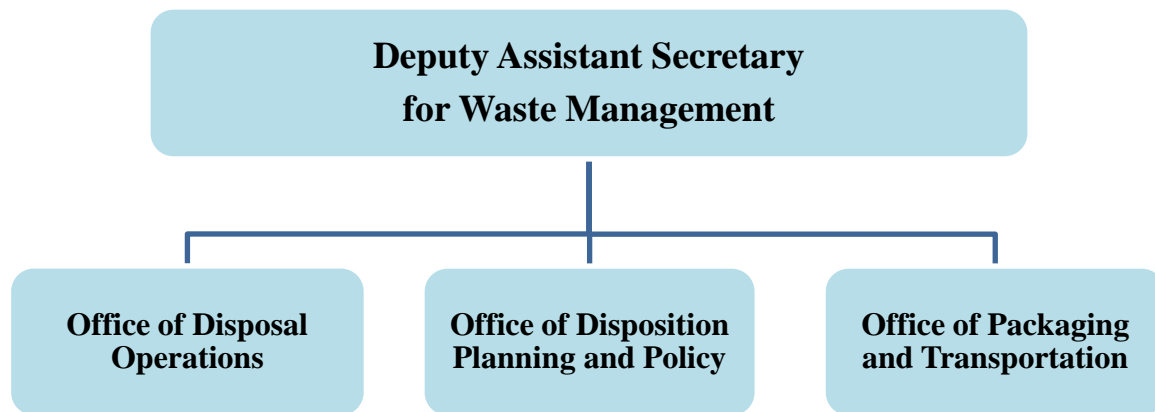 Deputy Assistant Secretary
for Waste Management
Office of Disposal
Operations
Office of Disposition
Planning and Policy
Office of Packaging
and Transportation